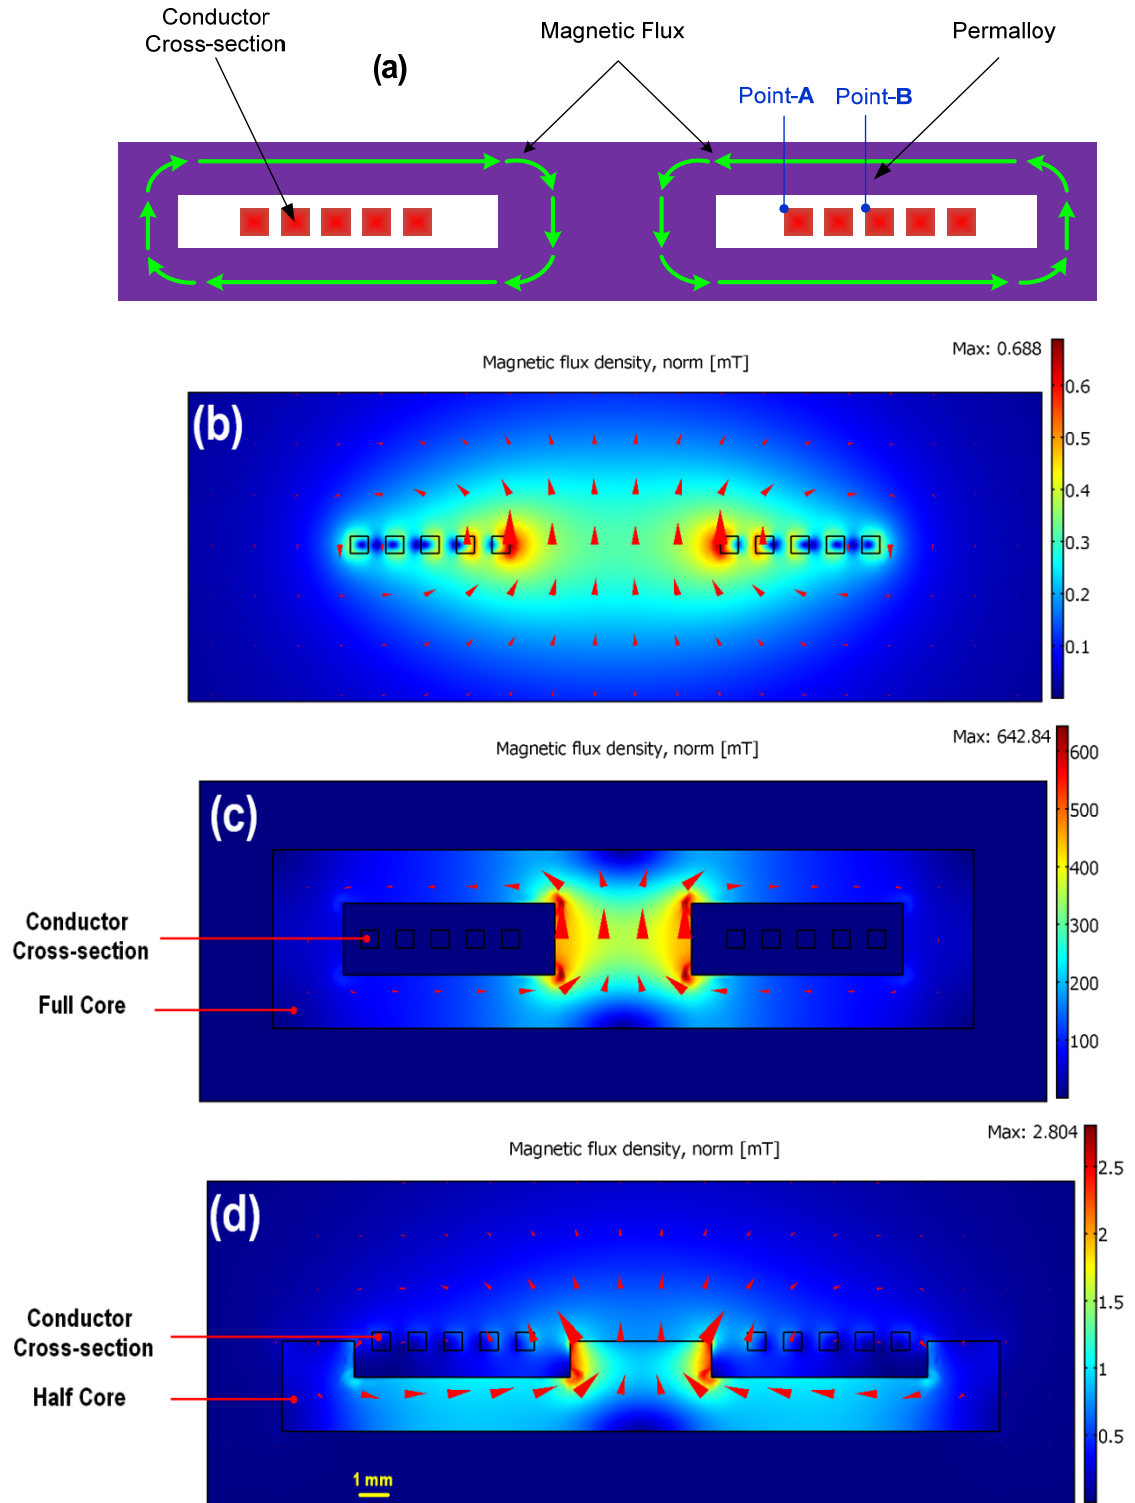 Conductor
Cross-section
(a)
Magnetic Flux
Permalloy
Point-A
Point-B
Magnetic flux density, norm [mT]
Max: 0.688
(b)
0.6
0.5
0.4
0.3
0.2
0.1
Magnetic flux density, norm [mT]
Max: 642.84
(c)
600
500
400
300
200
100
Conductor
Cross-section
Full Core
Magnetic flux density, norm [mT]
Max: 2.804
(d)
2.5
2
1.5
1
0.5
Conductor
Cross-section
Half Core
1 mm